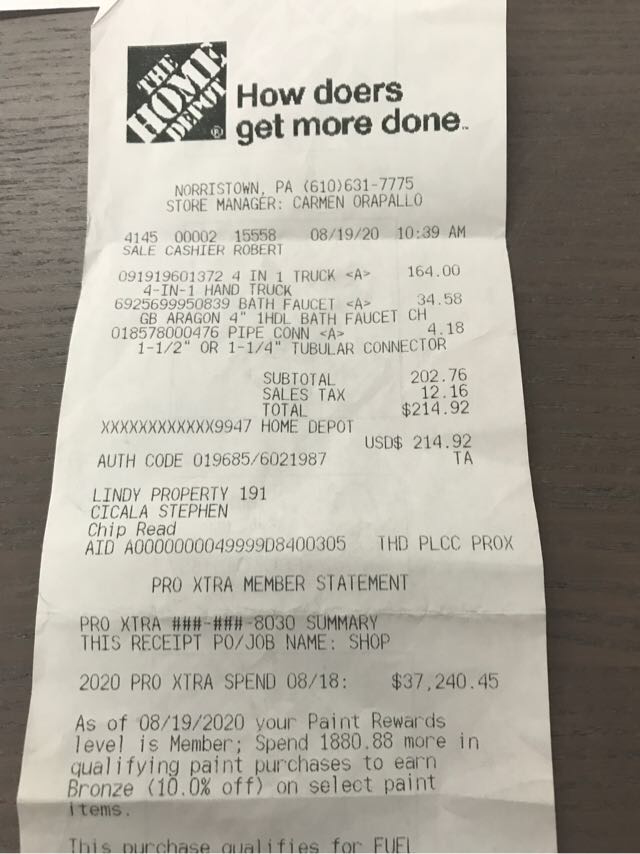 THE
HOME
DEPOT
®
How doers
get more done™
NORRISTOWN, PA (610)631-7775
STORE MANAGER: CARMEN ORAPALLO
4145 00002 15558 08/19/20 10:39 AM
SALE CASHIER ROBERT
091919601372 4 IN 1 TRUCK <A> 164.00
4-IN-1 HAND TRUCK
6925699950839 BATH FAUCET <A> 34.58
GB ARAGON 4" 1HDL BATH FAUCET CH
018578000476 PIPE CONN <A> 4.18
1-1/2" OR 1-1/4" TUBULAR CONNECTOR
SUBTOTAL 202.76
SALES TAX 12.16
TOTAL $214.92
XXXXXXXXXXXX9947 HOME DEPOT
USD$ 214.92
AUTH CODE 019685/6021987 TA
LINDY PROPERTY 191
CICALA STEPHEN
Chip Read
AID A0000000049999D8400305 THD PLCC PROX
PRO XTRA MEMBER STATEMENT
PRO XTRA ###-###-8030 SUMMARY
THIS RECEIPT PO/JOB NAME: SHOP
2020 PRO XTRA SPEND 08/18: $37,240.45
As of 08/19/2020 your Paint Rewards
level is Member; Spend 1880.88 more in
qualifying paint purchases to earn
Bronze (10.0% off) on select paint
items.
This purchase qualifies for FUEL